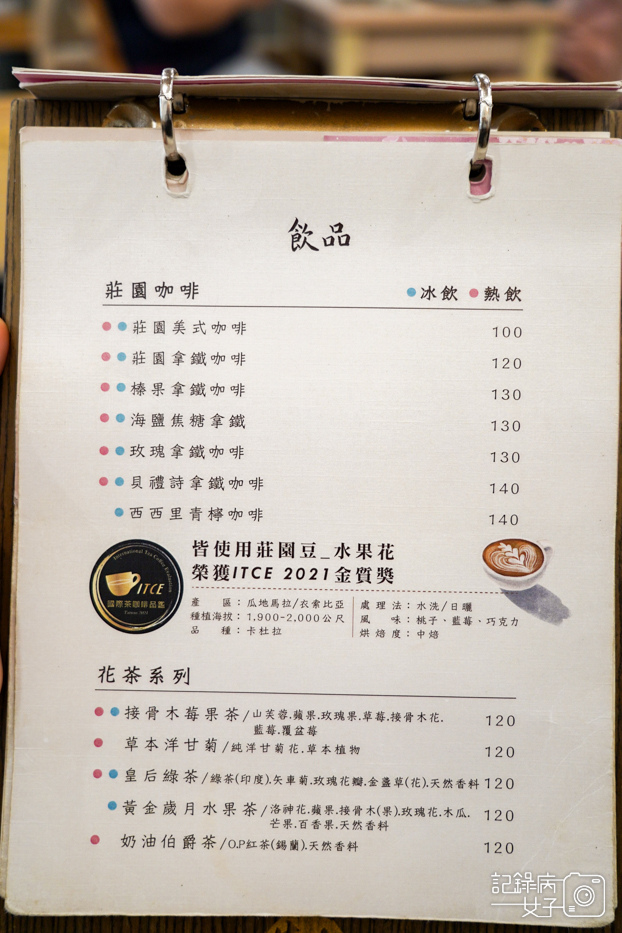 飲品
莊園咖啡 冰飲 熱飲
莊園美式咖啡 100
莊園拿鐵咖啡 120
榛果拿鐵咖啡 130
海鹽焦糖拿鐵 130
玫瑰拿鐵咖啡 130
貝禮詩拿鐵咖啡 140
西西里青檸咖啡 140
International Tea Coffee Evaluation
ITCE
國際茶咖啡品鑑
皆使用莊園豆_水果花
榮獲ITCE 2021金質獎
產區:瓜地馬拉/衣索比亞
種植海拔:1,900-2,000公尺
品種:卡杜拉
處理法:水洗/日曬
風味:桃子、藍莓、巧克力
烘焙度:中焙
花茶系列
接骨木莓果茶/山芙蓉.蘋果.玫瑰果.草莓.接骨木花. 120
藍莓.覆盆莓
草本洋甘菊/純洋甘菊花.草本植物 120
皇后綠茶/綠茶(印度).矢車菊.玫瑰花瓣.金盞草(花).天然香料 120
黃金歲月水果茶/洛神花.蘋果.接骨木(果).玫瑰花.木瓜. 120
芒果.百香果.天然香料
奶油伯爵茶/O.P紅茶(錫蘭).天然香料 120
記錄病
女子